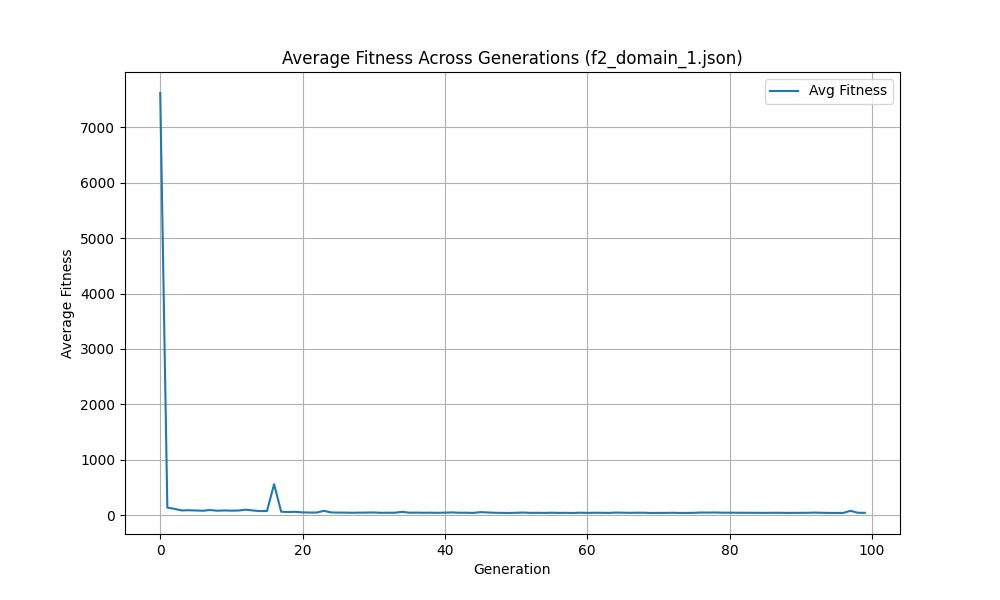 Average Fitness Across Generations (f2_domain_1.json)
Avg Fitness
Average Fitness
7000
6000
5000
4000
3000
2000
1000
0
0 20 40 60 80 100
Generation